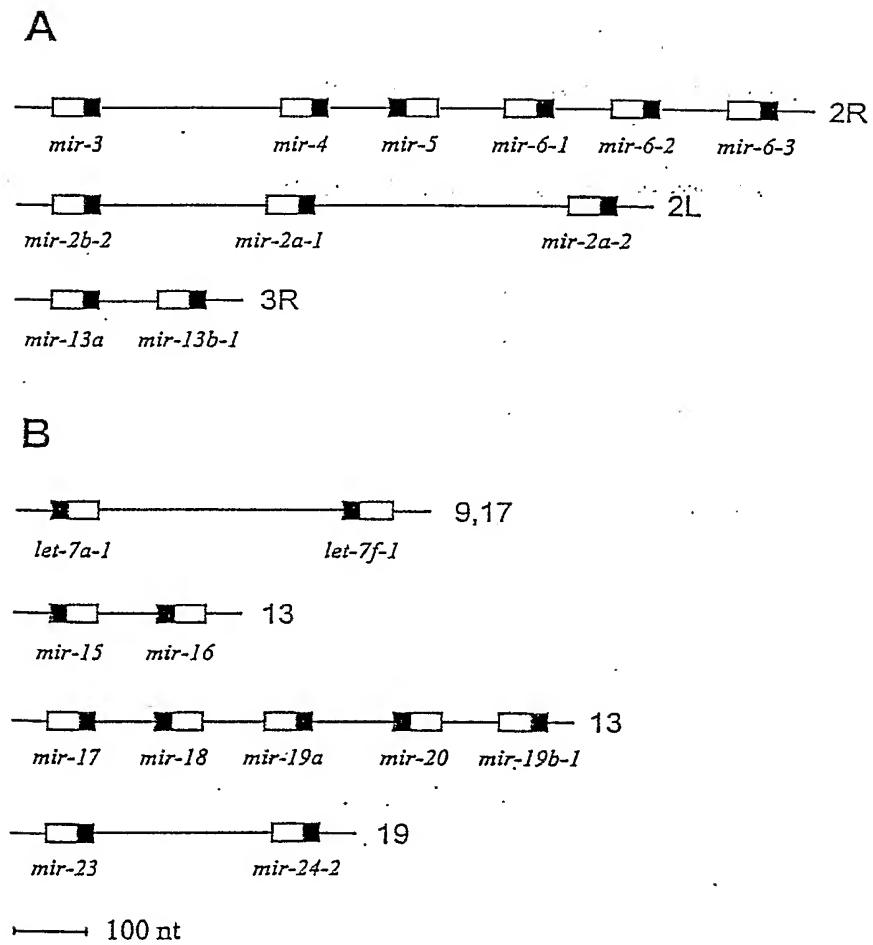 A
2R
mir-3 mir-4 mir-5 mir-6-1 mir-6-2 mir-6-3
2L
mir-2b-2 mir-2a-1 mir-2a-2
3R
mir-13a mir-13b-1
B
9,17
let-7a-1 let-7f-1
13
mir-15 mir-16
13
mir-17 mir-18 mir-19a mir-20 mir-19b-1
19
mir-23 mir-24-2
100 nt